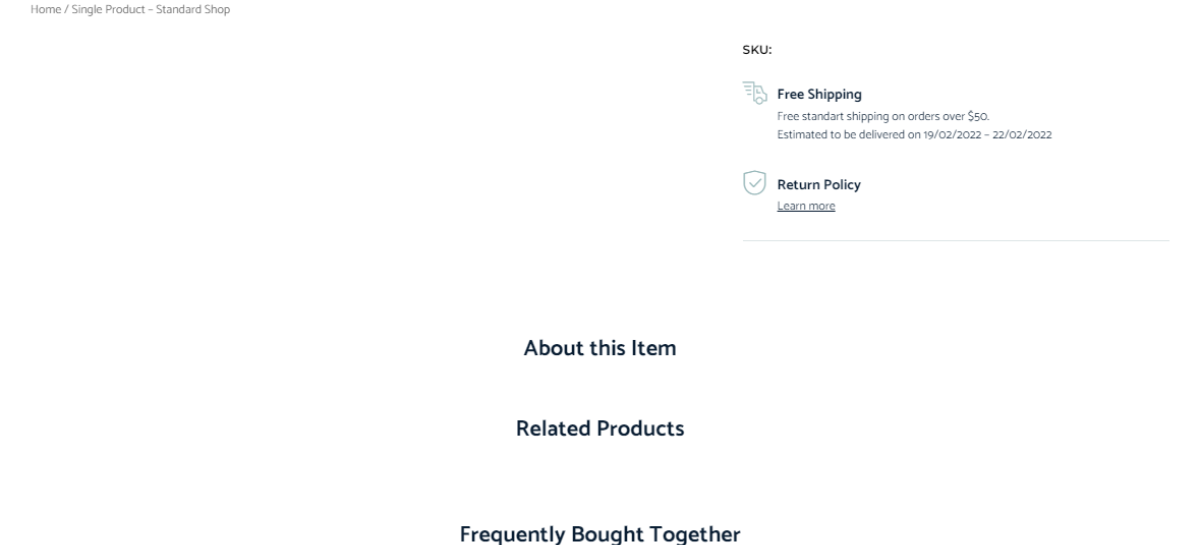 Home / Single Product – Standard Shop
SKU:
Free Shipping
Free standart shipping on orders over $50.
Estimated to be delivered on 19/02/2022 – 22/02/2022
Return Policy
Learn more
About this Item
Related Products
Frequently Bought Together